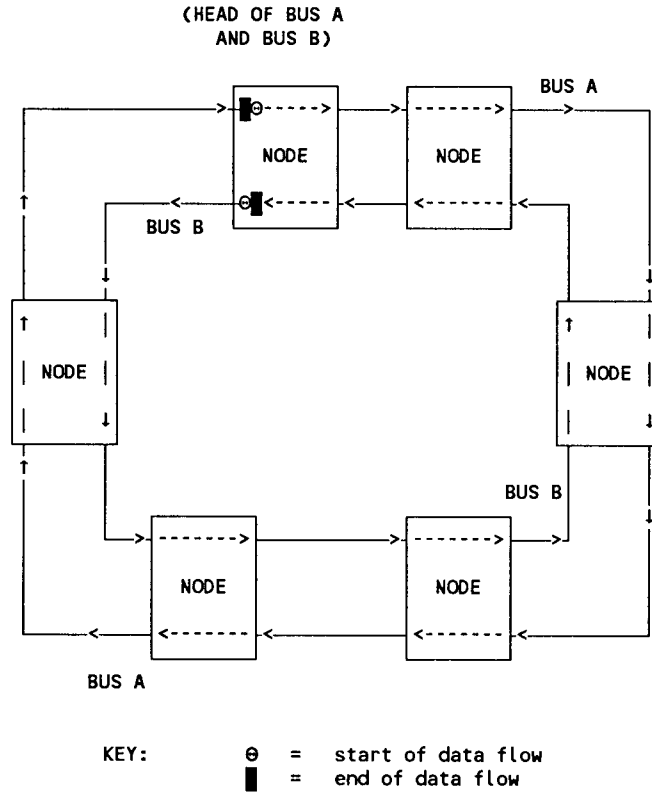 (HEAD OF BUS A
AND BUS B)
BUS A
NODE
NODE
BUS B
NODE
NODE
BUS B
NODE
NODE
BUS A
KEY:
⊖ = start of data flow
█ = end of data flow